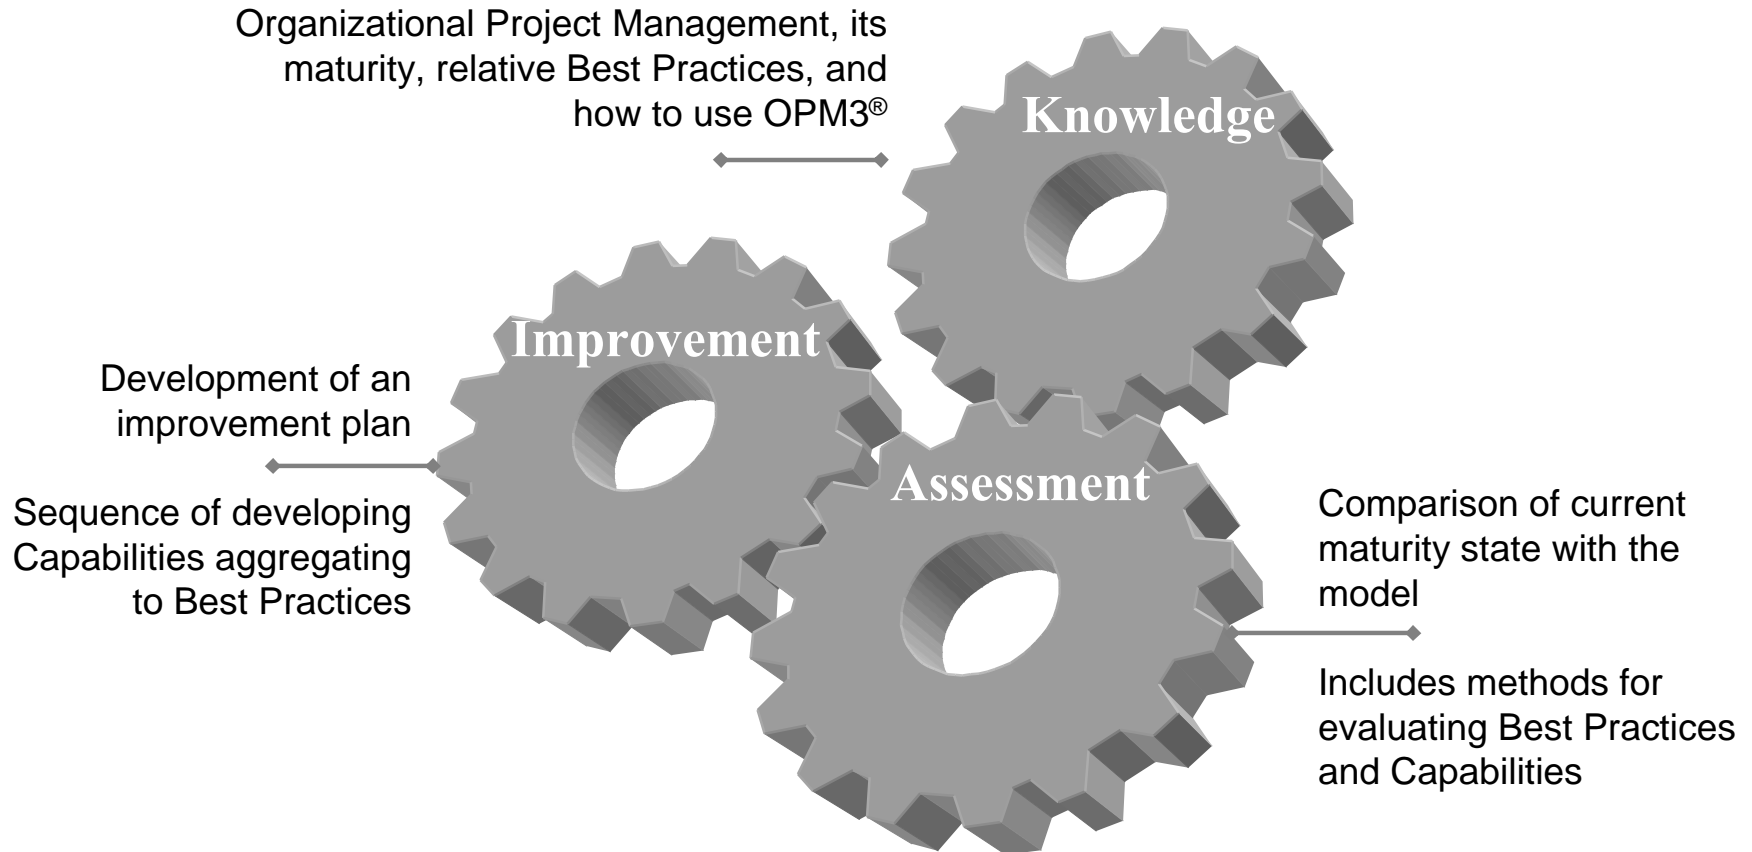 Organizational Project Management, its
maturity, relative Best Practices, and
how to use OPM3®
Knowledge
Improvement
Development of an
improvement plan
Sequence of developing
Capabilities aggregating
to Best Practices
Assessment
Comparison of current
maturity state with the
model
Includes methods for
evaluating Best Practices
and Capabilities